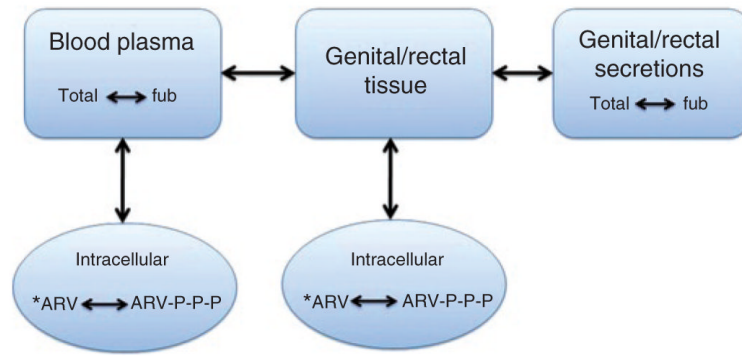 Blood plasma
Total ⟷ fub
Genital/rectal
tissue
Genital/rectal
secretions
Total ⟷ fub
Intracellular
*ARV ⟷ ARV-P-P-P
Intracellular
*ARV ⟷ ARV-P-P-P